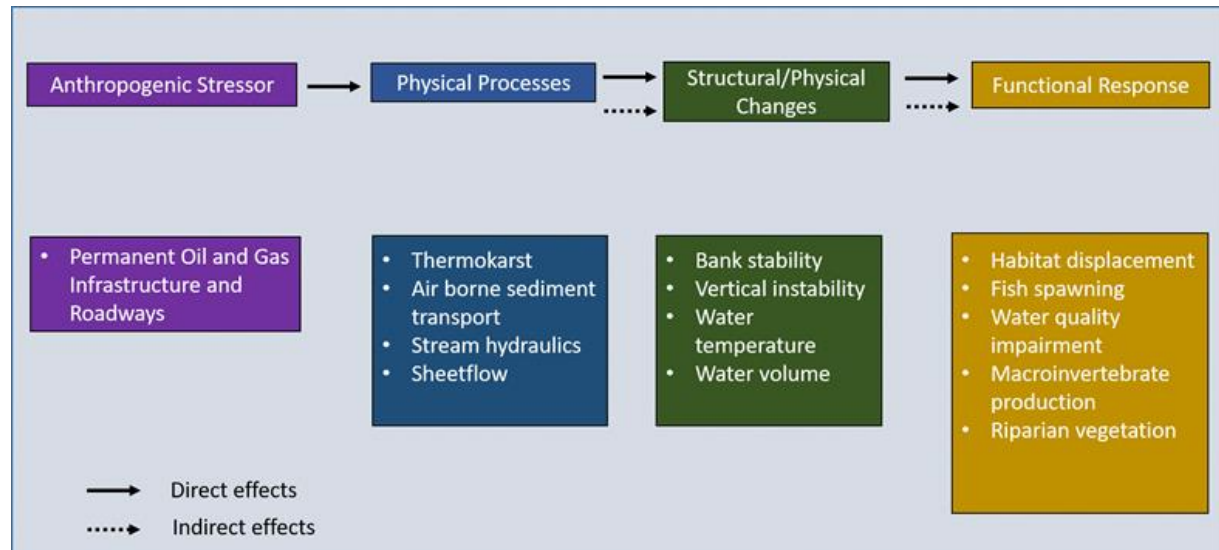 Anthropogenic Stressor
Physical Processes
Structural/Physical
Changes
Functional Response
• Permanent Oil and Gas
Infrastructure and
Roadways
• Thermokarst
• Air borne sediment
transport
• Stream hydraulics
• Sheetflow
• Bank stability
• Vertical instability
• Water
temperature
• Water volume
• Habitat displacement
• Fish spawning
• Water quality
impairment
• Macroinvertebrate
production
• Riparian vegetation
Direct effects
Indirect effects